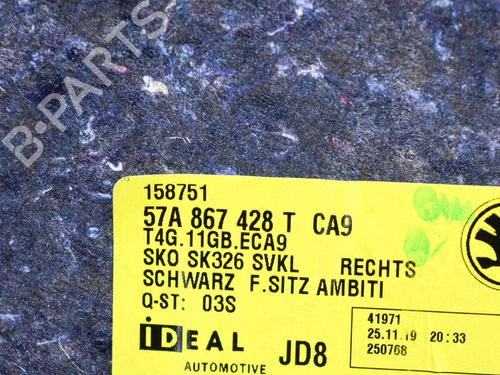 B-PARTS
158751
57A 867 428 T CA9
T4G.11GB.ECA9
SKO SK326 SVKL RECHTS
SCHWARZ F.SITZ AMBITI
Q-ST: 03S
iDEAL
AUTOMOTIVE
JD8
41971
25.11.19 20:33
250768